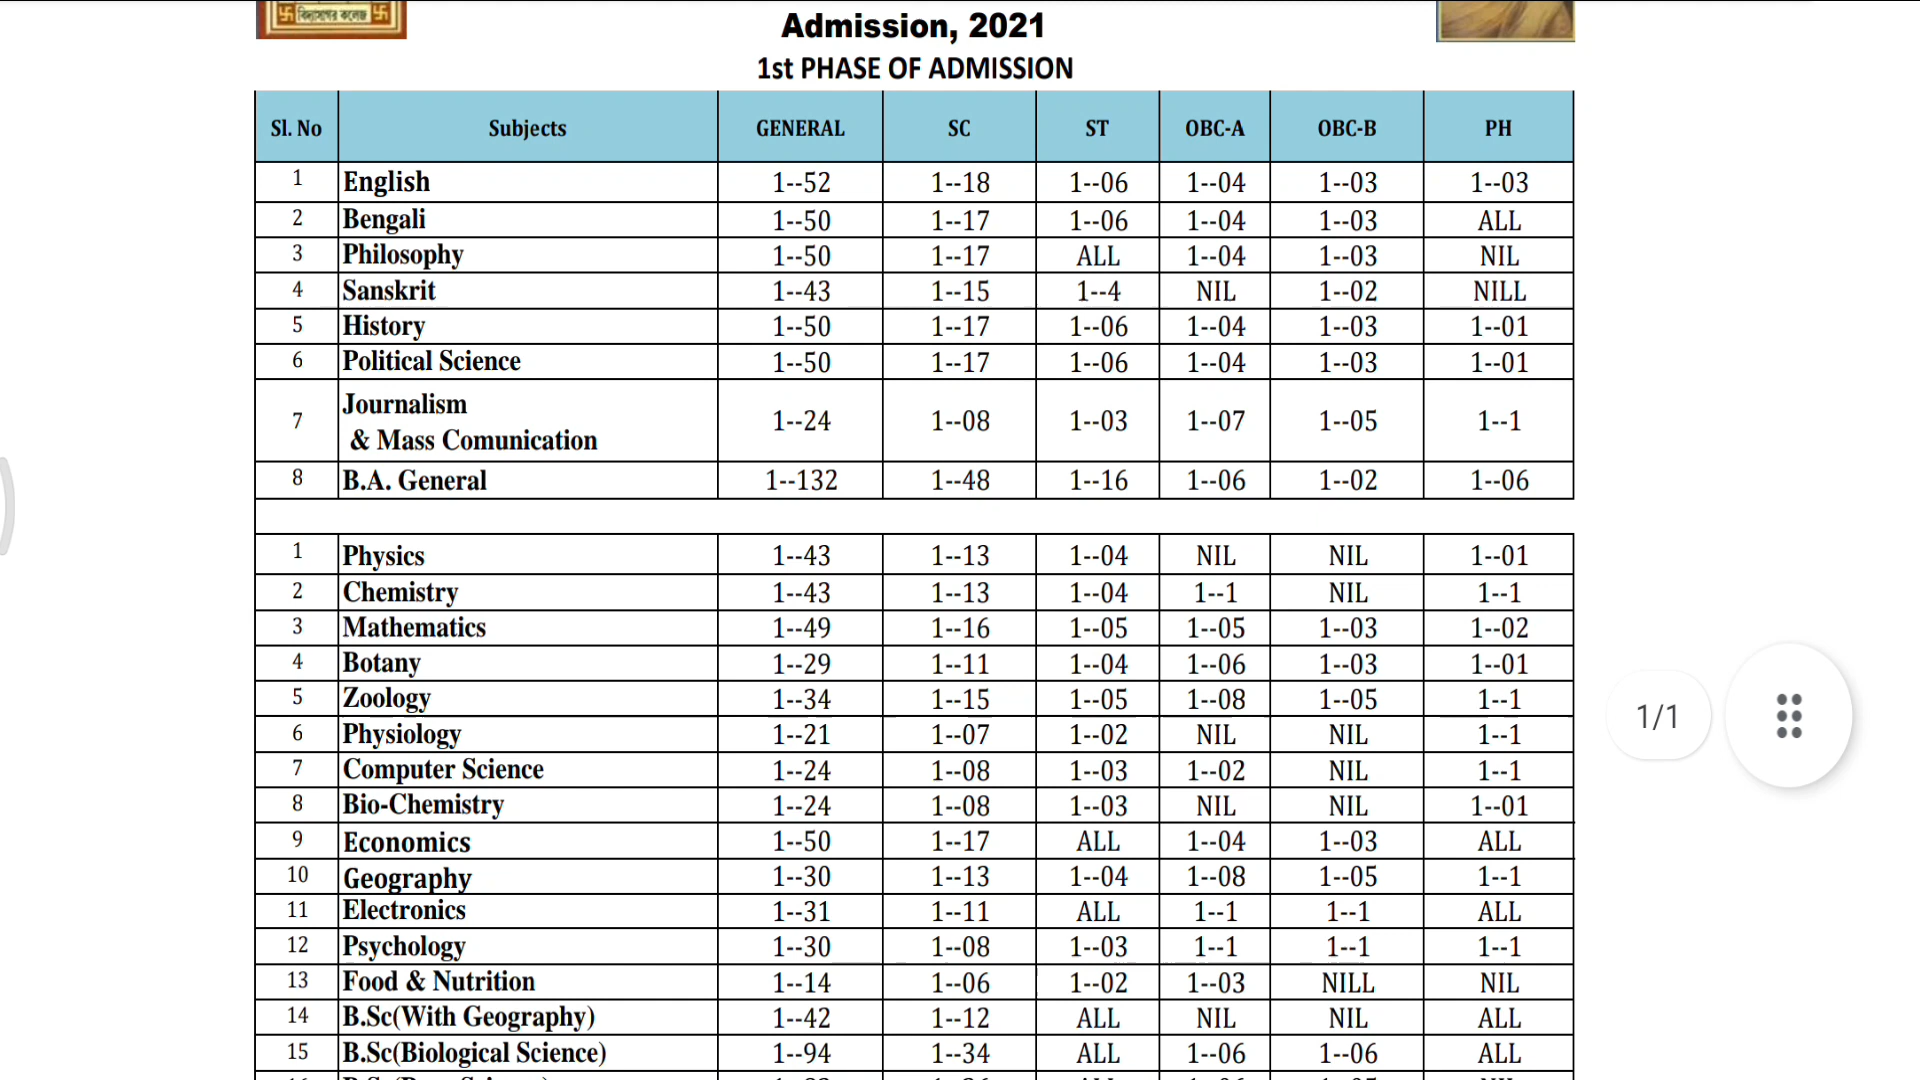 卐 বিদ্যাসাগর কলেজ 卐
Admission, 2021
1st PHASE OF ADMISSION
Sl. No Subjects GENERAL SC ST OBC-A OBC-B PH
1 English 1--52 1--18 1--06 1--04 1--03 1--03
2 Bengali 1--50 1--17 1--06 1--04 1--03 ALL
3 Philosophy 1--50 1--17 ALL 1--04 1--03 NIL
4 Sanskrit 1--43 1--15 1--4 NIL 1--02 NILL
5 History 1--50 1--17 1--06 1--04 1--03 1--01
6 Political Science 1--50 1--17 1--06 1--04 1--03 1--01
7 Journalism
& Mass Comunication 1--24 1--08 1--03 1--07 1--05 1--1
8 B.A. General 1--132 1--48 1--16 1--06 1--02 1--06
1 Physics 1--43 1--13 1--04 NIL NIL 1--01
2 Chemistry 1--43 1--13 1--04 1--1 NIL 1--1
3 Mathematics 1--49 1--16 1--05 1--05 1--03 1--02
4 Botany 1--29 1--11 1--04 1--06 1--03 1--01
5 Zoology 1--34 1--15 1--05 1--08 1--05 1--1
6 Physiology 1--21 1--07 1--02 NIL NIL 1--1
7 Computer Science 1--24 1--08 1--03 1--02 NIL 1--1
8 Bio-Chemistry 1--24 1--08 1--03 NIL NIL 1--01
9 Economics 1--50 1--17 ALL 1--04 1--03 ALL
10 Geography 1--30 1--13 1--04 1--08 1--05 1--1
11 Electronics 1--31 1--11 ALL 1--1 1--1 ALL
12 Psychology 1--30 1--08 1--03 1--1 1--1 1--1
13 Food & Nutrition 1--14 1--06 1--02 1--03 NILL NIL
14 B.Sc(With Geography) 1--42 1--12 ALL NIL NIL ALL
15 B.Sc(Biological Science) 1--94 1--34 ALL 1--06 1--06 ALL
1/1